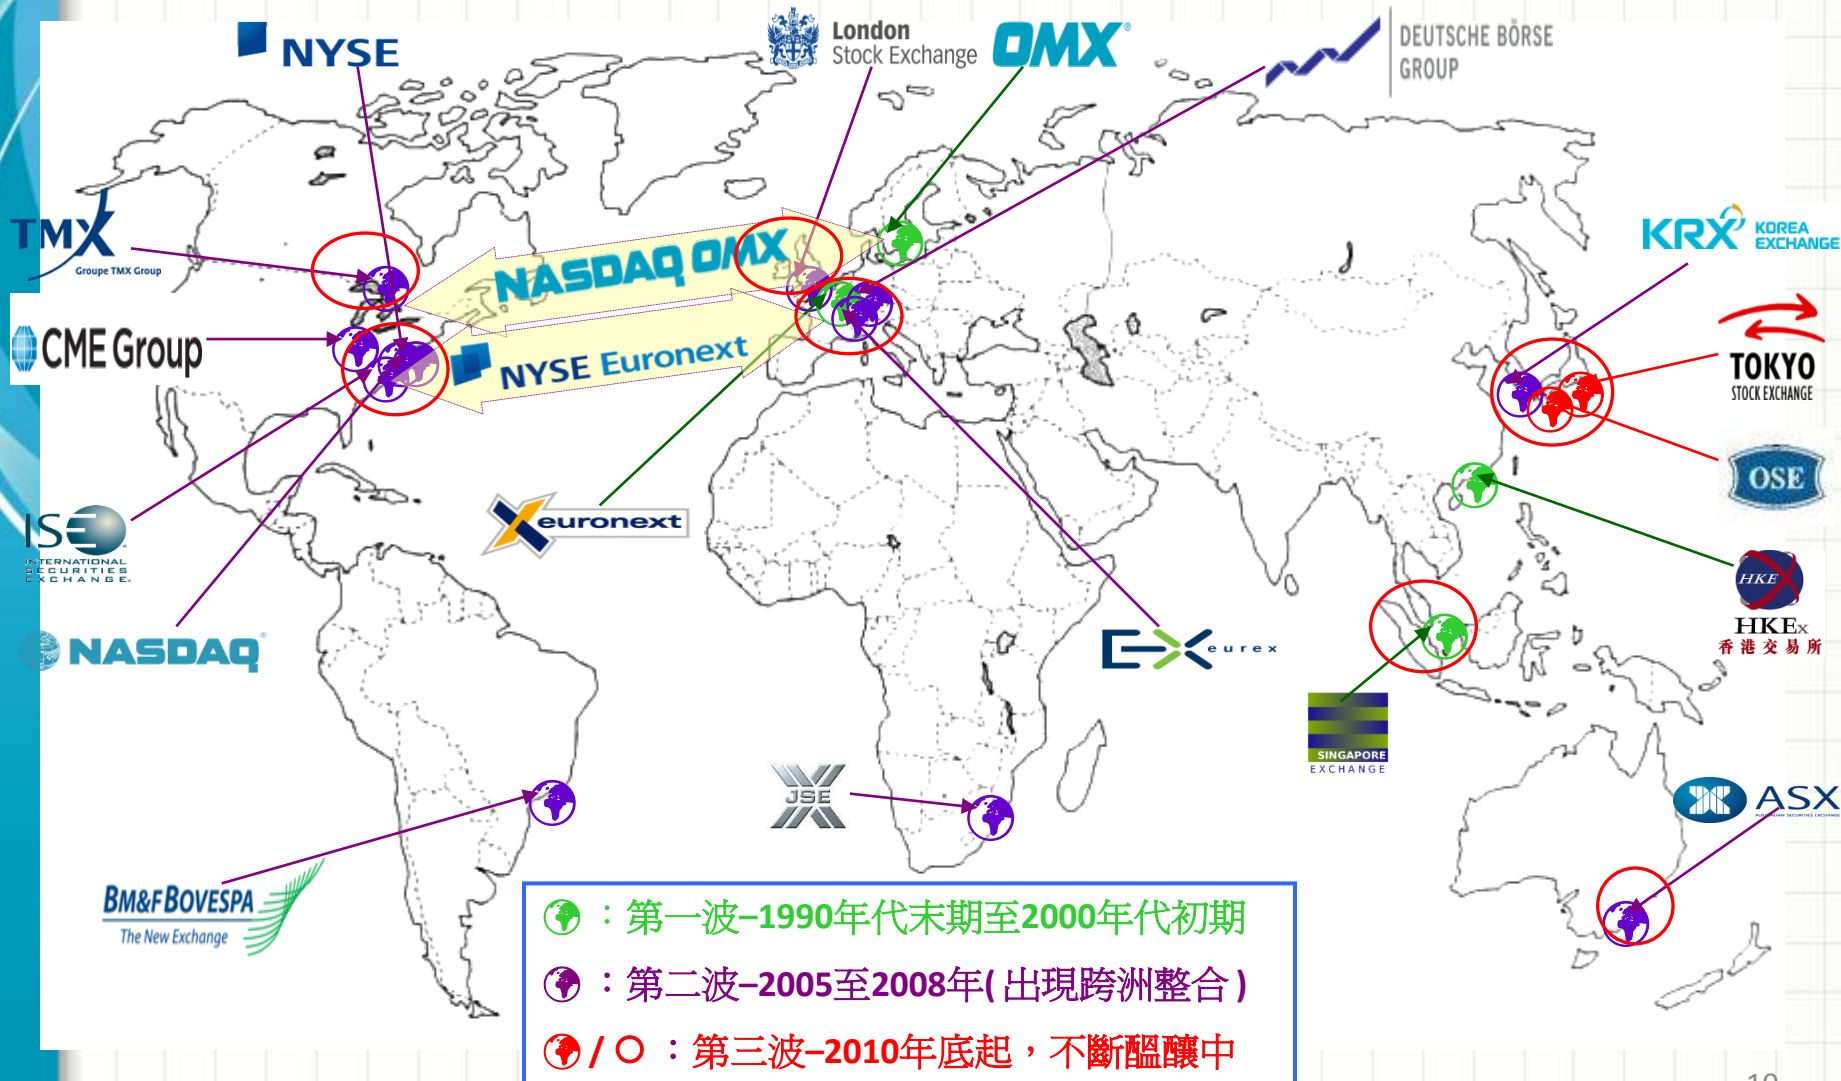 NYSE
London
Stock Exchange
OMX®
DEUTSCHE BÖRSE
GROUP
TMX
Groupe TMX Group
KRX KOREA
EXCHANGE
NASDAQ OMX
CME Group
NYSE Euronext
TOKYO
STOCK EXCHANGE
OSE
ISE
INTERNATIONAL
SECURITIES
EXCHANGE
euronext
HKEx
HKEx
香港交易所
NASDAQ®
eurex
SINGAPORE
EXCHANGE
JSE
ASX
AUSTRALIAN SECURITIES EXCHANGE
BM&FBOVESPA
The New Exchange
：第一波–1990年代末期至2000年代初期
：第二波–2005至2008年(出現跨洲整合)
/ ○ ：第三波–2010年底起，不斷醞釀中